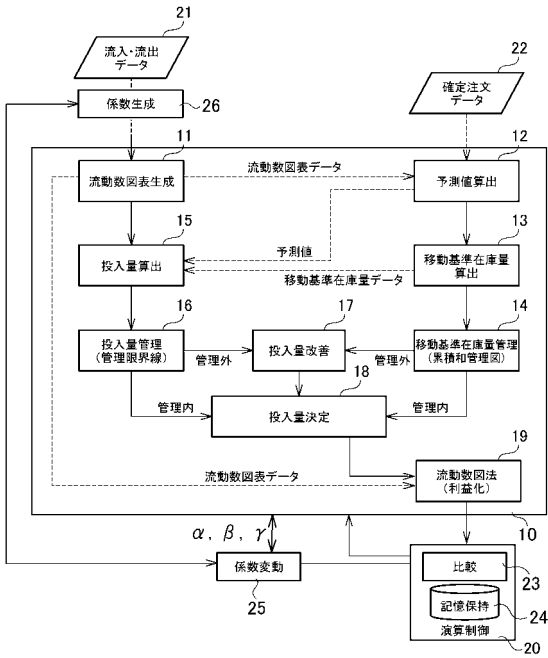 21
流入・流出
データ
22
確定注文
データ
係数生成
26
11
流動数図表データ
12
流動数図表生成
予測値算出
15
予測値
13
投入量算出
移動基準在庫量データ
移動基準在庫量
算出
16
17
14
投入量管理
(管理限界線)
管理外
投入量改善
管理外
移動基準在庫量管理
(累積和管理図)
18
管理内
投入量決定
管理内
19
流動数図表データ
流動数図法
(利益化)
α, β, γ
10
係数変動
25
比較
23
記憶保持
24
演算制御
20